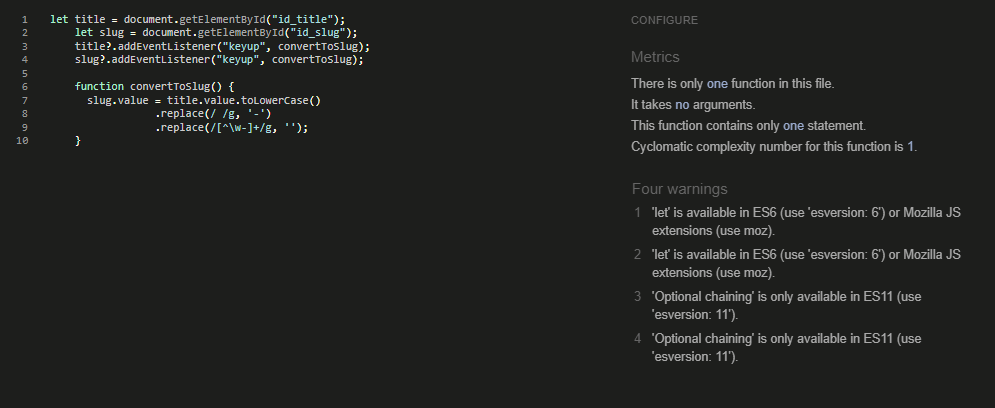 1 let title = document.getElementById("id_title");
2 let slug = document.getElementById("id_slug");
3 title?.addEventListener("keyup", convertToSlug);
4 slug?.addEventListener("keyup", convertToSlug);
5
6 function convertToSlug() {
7 slug.value = title.value.toLowerCase()
8 .replace(/ /g, '-')
9 .replace(/[^\w-]+/g, '');
10 }
CONFIGURE
Metrics
There is only one function in this file.
It takes no arguments.
This function contains only one statement.
Cyclomatic complexity number for this function is 1.
Four warnings
1 'let' is available in ES6 (use 'esversion: 6') or Mozilla JS
extensions (use moz).
2 'let' is available in ES6 (use 'esversion: 6') or Mozilla JS
extensions (use moz).
3 'Optional chaining' is only available in ES11 (use
'esversion: 11').
4 'Optional chaining' is only available in ES11 (use
'esversion: 11').